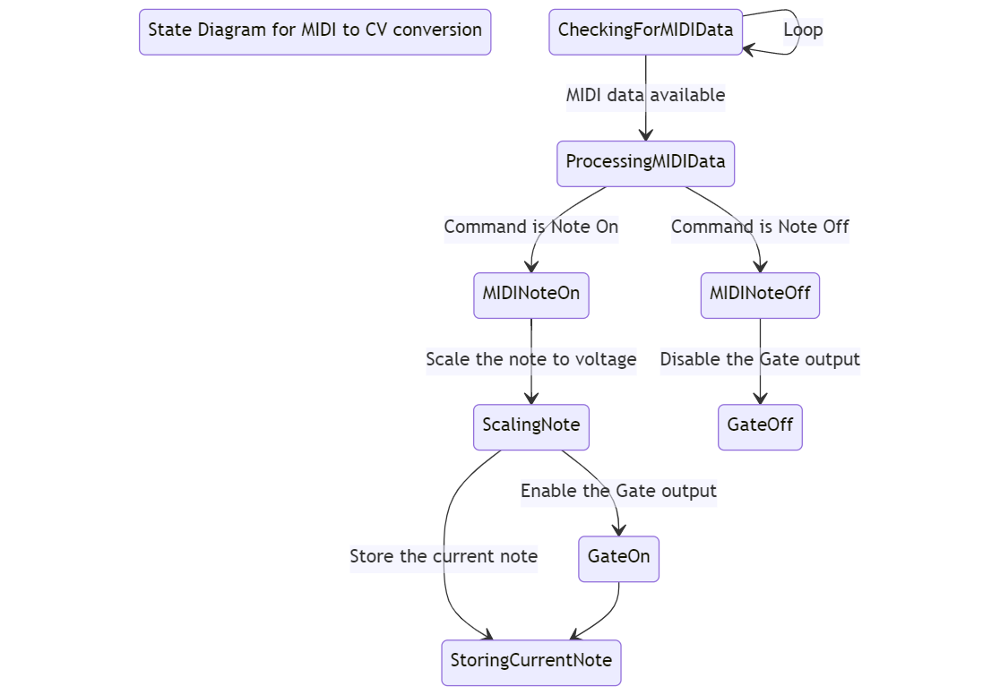 State Diagram for MIDI to CV conversion
CheckingForMIDIData
Loop
MIDI data available
ProcessingMIDIData
Command is Note On
Command is Note Off
MIDINoteOn
MIDINoteOff
Scale the note to voltage
Disable the Gate output
ScalingNote
GateOff
Enable the Gate output
Store the current note
GateOn
StoringCurrentNote